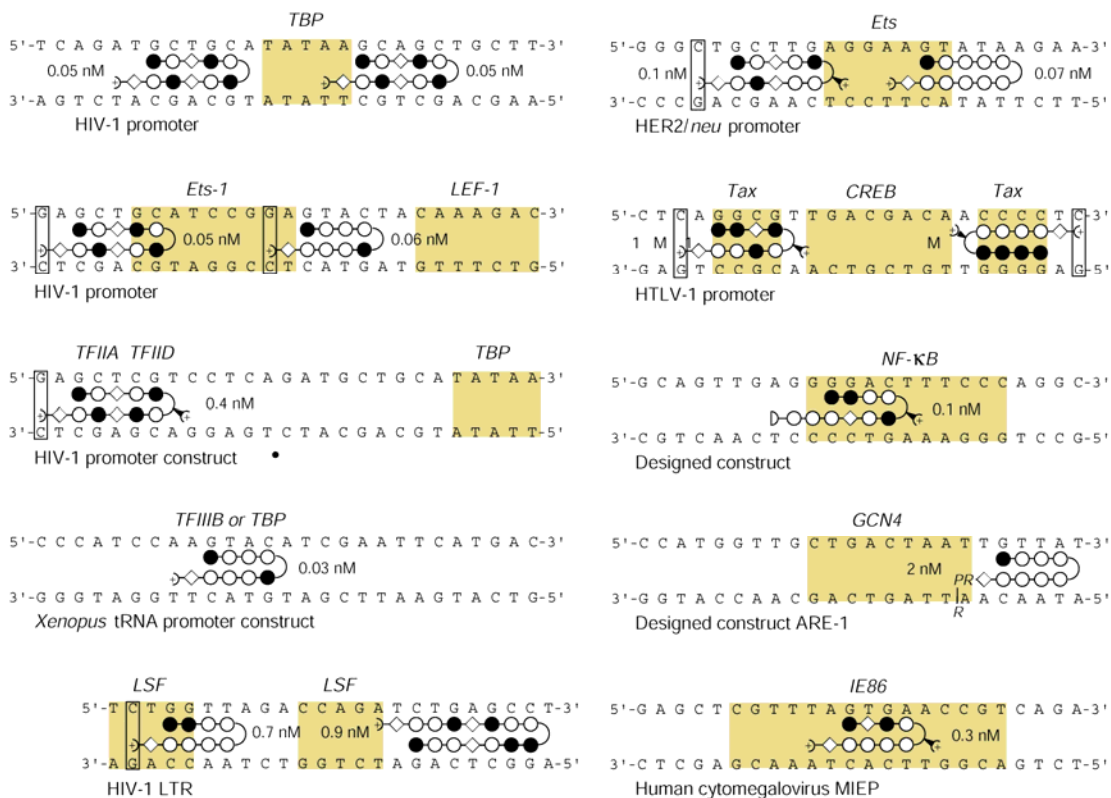 TBP
5'-T C A G A T G C T G C A T A T A A G C A G C T G C T T-3'
0.05 nM 0.05 nM
3'-A G T C T A C G A C G T A T A T T C G T C G A C G A A-5'
HIV-1 promoter
Ets
5'-G G G C T G C T T G A G G A A G T A T A A G A A-3'
0.1 nM 0.07 nM
3'-C C C G A C G A A C T C C T T C A T A T T C T T-5'
HER2/neu promoter
Ets-1 LEF-1
5'-G A G C T G C A T C C G G A G T A C T A C A A A G A C-3'
0.05 nM 0.06 nM
3'-C T C G A C G T A G G C C T C A T G A T G T T T C T G-5'
HIV-1 promoter
Tax CREB Tax
5'-C T C A G G C G T T G A C G A C A A C C C C T C-3'
1 M 1 M
3'-G A G T C C G C A A C T G C T G T T G G G G A G-5'
HTLV-1 promoter
TFIIA TFIID TBP
5'-G A G C T C G T C C T C A G A T G C T G C A T A T A A-3'
0.4 nM
3'-C T C G A G C A G G A G T C T A C G A C G T A T A T T-5'
HIV-1 promoter construct
NF-κB
5'-G C A G T T G A G G G G A C T T T C C C A G G C-3'
0.1 nM
3'-C G T C A A C T C C C C T G A A A G G G T C C G-5'
Designed construct
TFIIIB or TBP
5'-C C C A T C C A A G T A C A T C G A A T T C A T G A C-3'
0.03 nM
3'-G G G T A G G T T C A T G T A G C T T A A G T A C T G-5'
Xenopus tRNA promoter construct
GCN4
5'-C C A T G G T T G C T G A C T A A T T G T T A T-3'
2 nM PR
3'-G G T A C C A A C G A C T G A T T A A C A A T A-5'
R
Designed construct ARE-1
LSF LSF
5'-T C T G G T T A G A C C A G A T C T G A G C C T-3'
0.7 nM 0.9 nM
3'-A G A C C A A T C T G G T C T A G A C T C G G A-5'
HIV-1 LTR
IE86
5'-G A G C T C G T T T A G T G A A C C G T C A G A-3'
0.3 nM
3'-C T C G A G C A A A T C A C T T G G C A G T C T-5'
Human cytomegalovirus MIEP